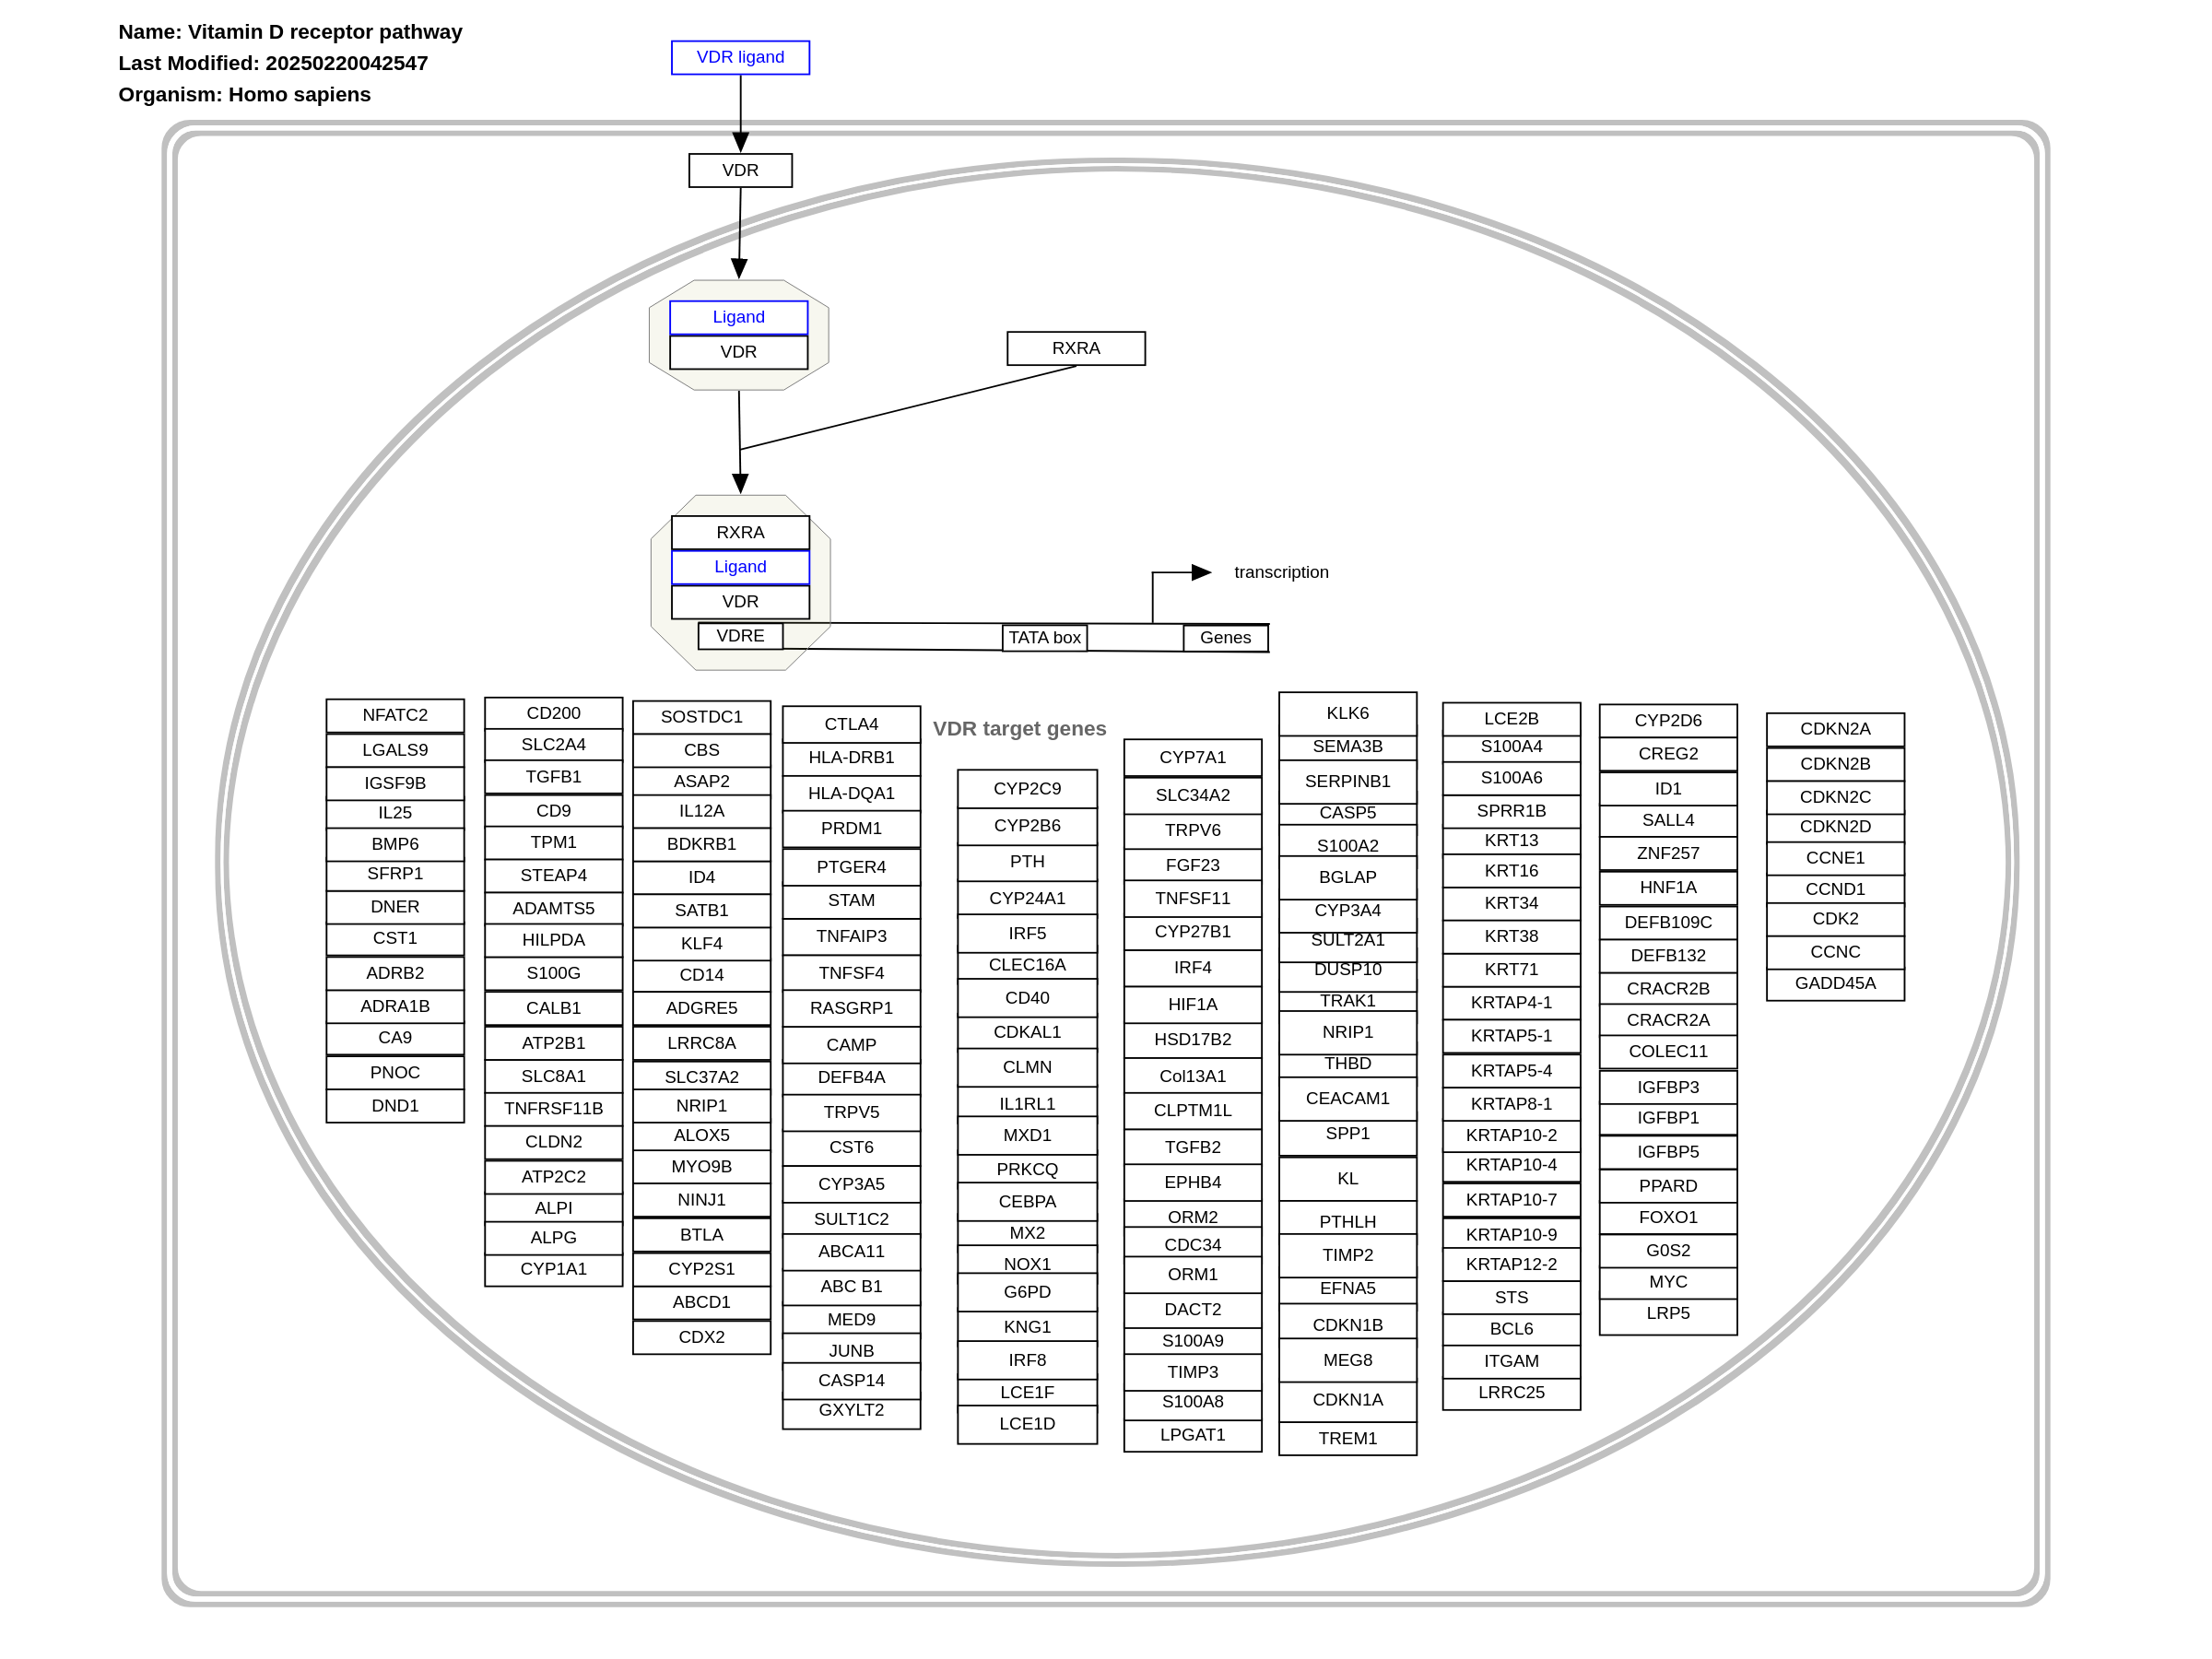 Name: Vitamin D receptor pathway
Last Modified: 20250220042547
Organism: Homo sapiens
VDR ligand
VDR
Ligand
VDR
RXRA
RXRA
Ligand
VDR
VDRE
TATA box
Genes
transcription
VDR target genes
NFATC2
LGALS9
IGSF9B
IL25
BMP6
SFRP1
DNER
CST1
ADRB2
ADRA1B
CA9
PNOC
DND1
CD200
SLC2A4
TGFB1
CD9
TPM1
STEAP4
ADAMTS5
HILPDA
S100G
CALB1
ATP2B1
SLC8A1
TNFRSF11B
CLDN2
ATP2C2
ALPI
ALPG
CYP1A1
SOSTDC1
CBS
ASAP2
IL12A
BDKRB1
ID4
SATB1
KLF4
CD14
ADGRE5
LRRC8A
SLC37A2
NRIP1
ALOX5
MYO9B
NINJ1
BTLA
CYP2S1
ABCD1
CDX2
CTLA4
HLA-DRB1
HLA-DQA1
PRDM1
PTGER4
STAM
TNFAIP3
TNFSF4
RASGRP1
CAMP
DEFB4A
TRPV5
CST6
CYP3A5
SULT1C2
ABCA11
ABC B1
MED9
JUNB
CASP14
GXYLT2
CYP2C9
CYP2B6
PTH
CYP24A1
IRF5
CLEC16A
CD40
CDKAL1
CLMN
IL1RL1
MXD1
PRKCQ
CEBPA
MX2
NOX1
G6PD
KNG1
IRF8
LCE1F
LCE1D
CYP7A1
SLC34A2
TRPV6
FGF23
TNFSF11
CYP27B1
IRF4
HIF1A
HSD17B2
Col13A1
CLPTM1L
TGFB2
EPHB4
ORM2
CDC34
ORM1
DACT2
S100A9
TIMP3
S100A8
LPGAT1
KLK6
SEMA3B
SERPINB1
CASP5
S100A2
BGLAP
CYP3A4
SULT2A1
DUSP10
TRAK1
NRIP1
THBD
CEACAM1
SPP1
KL
PTHLH
TIMP2
EFNA5
CDKN1B
MEG8
CDKN1A
TREM1
LCE2B
S100A4
S100A6
SPRR1B
KRT13
KRT16
KRT34
KRT38
KRT71
KRTAP4-1
KRTAP5-1
KRTAP5-4
KRTAP8-1
KRTAP10-2
KRTAP10-4
KRTAP10-7
KRTAP10-9
KRTAP12-2
STS
BCL6
ITGAM
LRRC25
CYP2D6
CREG2
ID1
SALL4
ZNF257
HNF1A
DEFB109C
DEFB132
CRACR2B
CRACR2A
COLEC11
IGFBP3
IGFBP1
IGFBP5
PPARD
FOXO1
G0S2
MYC
LRP5
CDKN2A
CDKN2B
CDKN2C
CDKN2D
CCNE1
CCND1
CDK2
CCNC
GADD45A